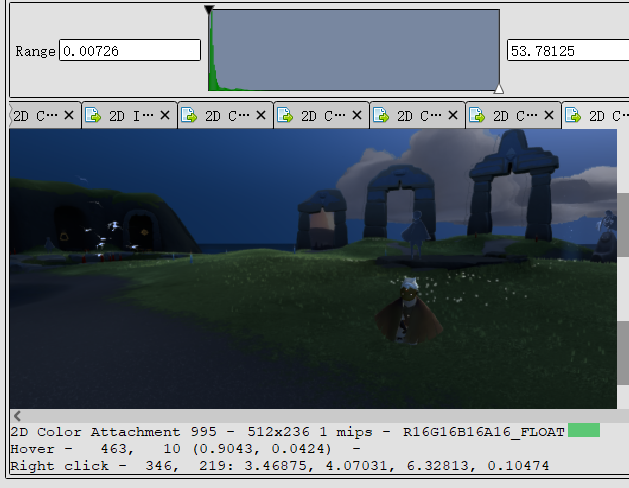 Range 0.00726 53.78125
2D C… × 2D I… × 2D C… × 2D C… × 2D C… × 2D C… × 2D C…
2D Color Attachment 995 - 512x236 1 mips - R16G16B16A16_FLOAT
Hover - 463, 10 (0.9043, 0.0424) -
Right click - 346, 219: 3.46875, 4.07031, 6.32813, 0.10474